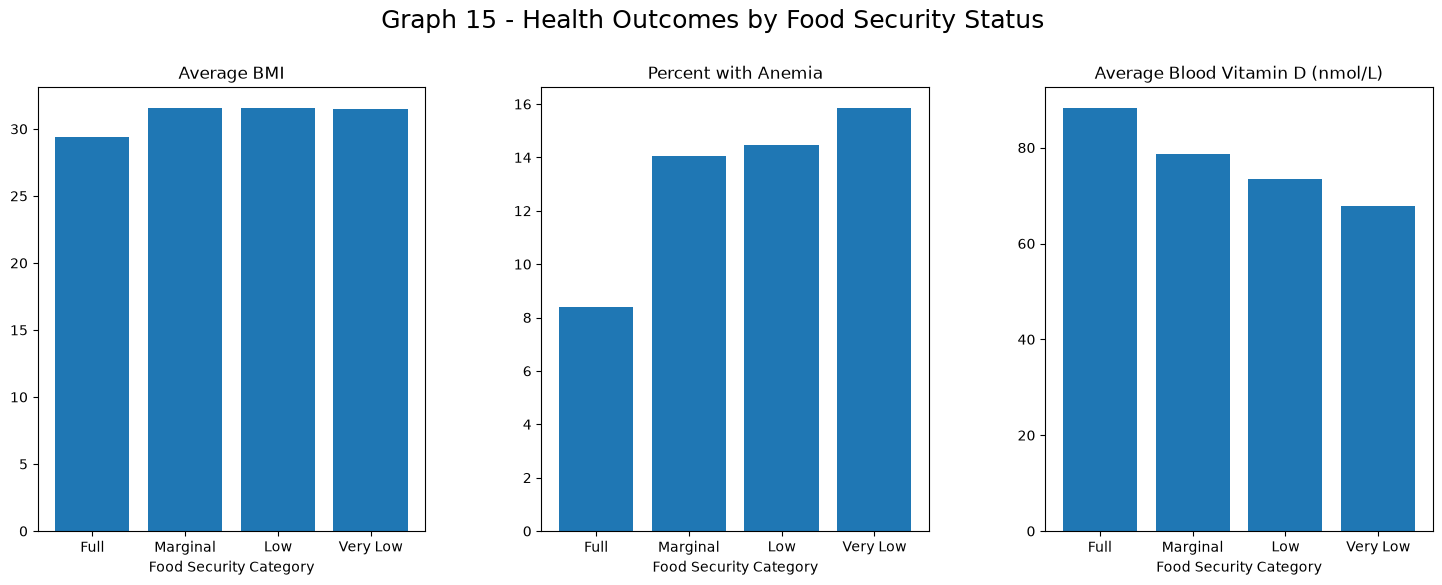 Graph 15 - Health Outcomes by Food Security Status
Average BMI
30
25
20
15
10
5
0
Full Marginal Low Very Low
Food Security Category
Percent with Anemia
16
14
12
10
8
6
4
2
0
Full Marginal Low Very Low
Food Security Category
Average Blood Vitamin D (nmol/L)
80
60
40
20
0
Full Marginal Low Very Low
Food Security Category